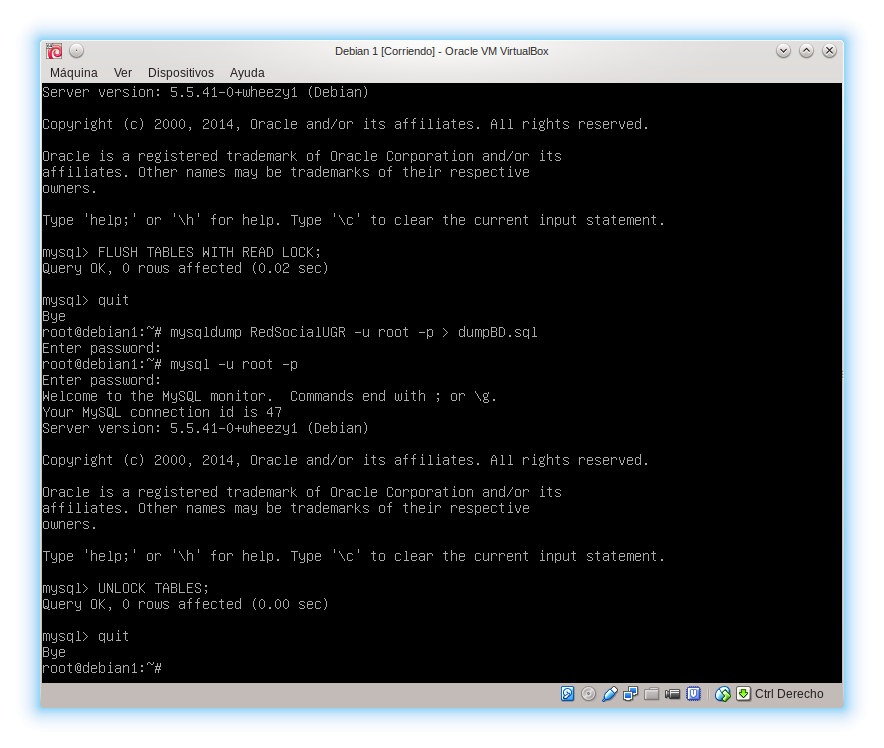 Debian 1 [Corriendo] - Oracle VM VirtualBox
Máquina Ver Dispositivos Ayuda
Server version: 5.5.41-0+wheezy1 (Debian)
Copyright (c) 2000, 2014, Oracle and/or its affiliates. All rights reserved.
Oracle is a registered trademark of Oracle Corporation and/or its
affiliates. Other names may be trademarks of their respective
owners.
Type 'help;' or '\h' for help. Type '\c' to clear the current input statement.
mysql> FLUSH TABLES WITH READ LOCK;
Query OK, 0 rows affected (0.02 sec)
mysql> quit
Bye
root@debian1:~# mysqldump RedSocialUGR -u root -p > dumpBD.sql
Enter password:
root@debian1:~# mysql -u root -p
Enter password:
Welcome to the MySQL monitor.  Commands end with ; or \g.
Your MySQL connection id is 47
Server version: 5.5.41-0+wheezy1 (Debian)
Copyright (c) 2000, 2014, Oracle and/or its affiliates. All rights reserved.
Oracle is a registered trademark of Oracle Corporation and/or its
affiliates. Other names may be trademarks of their respective
owners.
Type 'help;' or '\h' for help. Type '\c' to clear the current input statement.
mysql> UNLOCK TABLES;
Query OK, 0 rows affected (0.00 sec)
mysql> quit
Bye
root@debian1:~#
Ctrl Derecho